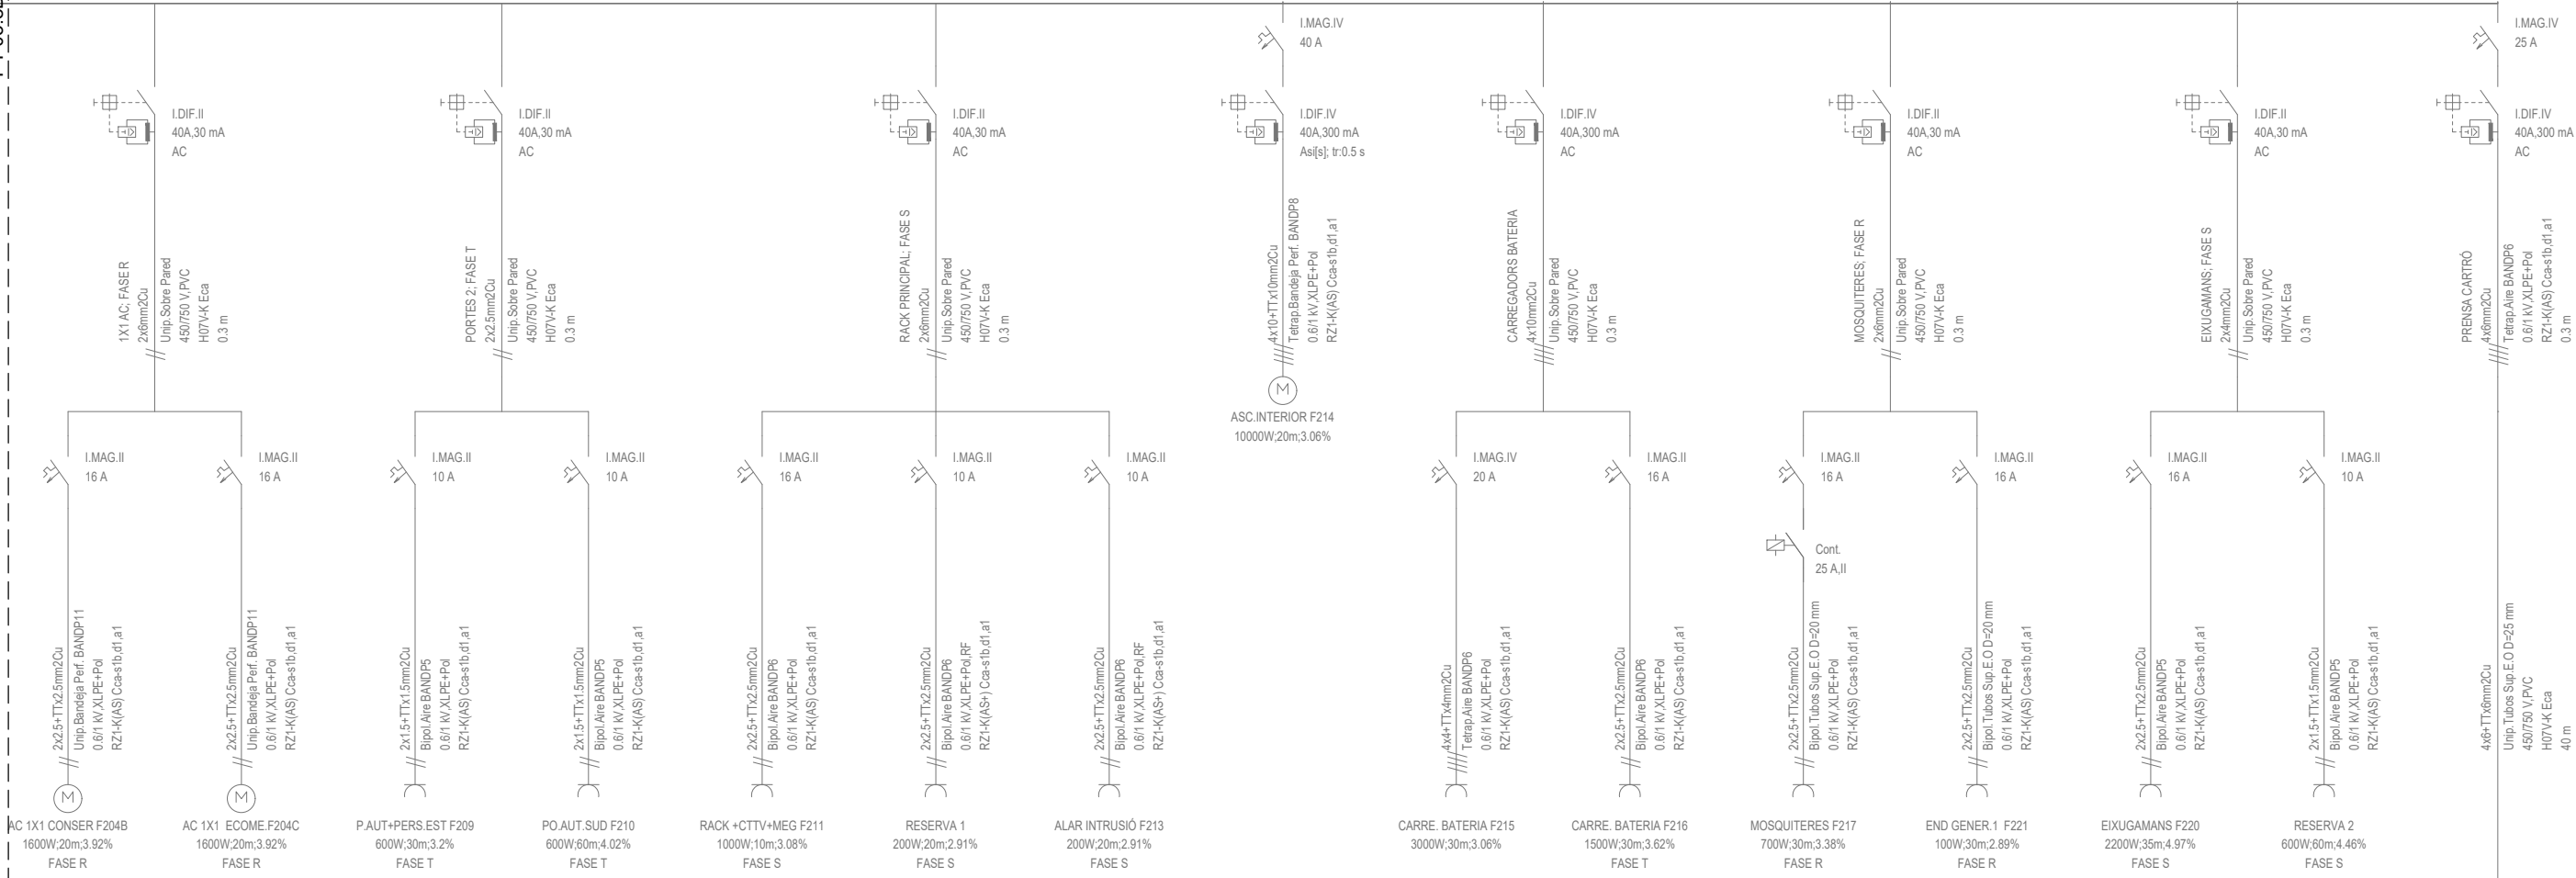 I.MAG.IV
40 A
I.MAG.IV
25 A
I.DIF.II
40A,30 mA
AC
I.DIF.II
40A,30 mA
AC
I.DIF.II
40A,30 mA
AC
I.DIF.IV
40A,300 mA
Asi[s]; tr:0.5 s
I.DIF.IV
40A,300 mA
AC
I.DIF.II
40A,30 mA
AC
I.DIF.II
40A,30 mA
AC
I.DIF.IV
40A,300 mA
AC
1X1 AC; FASE R
2x6mm2Cu
Unip.Sobre Pared
450/750 V,PVC
H07V-K Eca
0.3 m
PORTES 2; FASE T
2x2.5mm2Cu
Unip.Sobre Pared
450/750 V,PVC
H07V-K Eca
0.3 m
RACK PRINCIPAL; FASE S
2x6mm2Cu
Unip.Sobre Pared
450/750 V,PVC
H07V-K Eca
0.3 m
4x10+TTx10mm2Cu
Tetrap.Bandeja Perf. BANDP8
0.6/1 kV,XLPE+Pol
RZ1-K(AS) Cca-s1b,d1,a1
CARREGADORS BATERIA
4x10mm2Cu
Unip.Sobre Pared
450/750 V,PVC
H07V-K Eca
0.3 m
MOSQUITERES; FASE R
2x6mm2Cu
Unip.Sobre Pared
450/750 V,PVC
H07V-K Eca
0.3 m
EIXUGAMANS; FASE S
2x4mm2Cu
Unip.Sobre Pared
450/750 V,PVC
H07V-K Eca
0.3 m
PRENSA CARTRÓ
4x6mm2Cu
Tetrap.Aire BANDP6
0.6/1 kV,XLPE+Pol
RZ1-K(AS) Cca-s1b,d1,a1
0.3 m
M
ASC.INTERIOR F214
10000W;20m;3.06%
I.MAG.II
16 A
I.MAG.II
16 A
I.MAG.II
10 A
I.MAG.II
10 A
I.MAG.II
16 A
I.MAG.II
10 A
I.MAG.II
10 A
I.MAG.IV
20 A
I.MAG.II
16 A
I.MAG.II
16 A
I.MAG.II
16 A
I.MAG.II
16 A
I.MAG.II
10 A
Cont.
25 A,II
2x2.5+TTx2.5mm2Cu
Unip.Bandeja Perf. BANDP11
0.6/1 kV,XLPE+Pol
RZ1-K(AS) Cca-s1b,d1,a1
2x2.5+TTx2.5mm2Cu
Unip.Bandeja Perf. BANDP11
0.6/1 kV,XLPE+Pol
RZ1-K(AS) Cca-s1b,d1,a1
2x1.5+TTx1.5mm2Cu
Bipol.Aire BANDP5
0.6/1 kV,XLPE+Pol
RZ1-K(AS) Cca-s1b,d1,a1
2x1.5+TTx1.5mm2Cu
Bipol.Aire BANDP5
0.6/1 kV,XLPE+Pol
RZ1-K(AS) Cca-s1b,d1,a1
2x2.5+TTx2.5mm2Cu
Bipol.Aire BANDP6
0.6/1 kV,XLPE+Pol
RZ1-K(AS) Cca-s1b,d1,a1
2x2.5+TTx2.5mm2Cu
Bipol.Aire BANDP6
0.6/1 kV,XLPE+Pol,RF
RZ1-K(AS+) Cca-s1b,d1,a1
2x2.5+TTx2.5mm2Cu
Bipol.Aire BANDP6
0.6/1 kV,XLPE+Pol,RF
RZ1-K(AS+) Cca-s1b,d1,a1
4x4+TTx4mm2Cu
Tetrap.Aire BANDP6
0.6/1 kV,XLPE+Pol
RZ1-K(AS) Cca-s1b,d1,a1
2x2.5+TTx2.5mm2Cu
Bipol.Aire BANDP6
0.6/1 kV,XLPE+Pol
RZ1-K(AS) Cca-s1b,d1,a1
2x2.5+TTx2.5mm2Cu
Bipol.Tubos Sup.E.O D=20 mm
0.6/1 kV,XLPE+Pol
RZ1-K(AS) Cca-s1b,d1,a1
2x2.5+TTx2.5mm2Cu
Bipol.Tubos Sup.E.O D=20 mm
0.6/1 kV,XLPE+Pol
RZ1-K(AS) Cca-s1b,d1,a1
2x2.5+TTx2.5mm2Cu
Bipol.Aire BANDP5
0.6/1 kV,XLPE+Pol
RZ1-K(AS) Cca-s1b,d1,a1
2x1.5+TTx1.5mm2Cu
Bipol.Aire BANDP5
0.6/1 kV,XLPE+Pol
RZ1-K(AS) Cca-s1b,d1,a1
4x6+TTx6mm2Cu
Unip.Tubos Sup.E.O D=25 mm
450/750 V,PVC
H07V-K Eca
40 m
M
AC 1X1 CONSER F204B
1600W;20m;3.92%
FASE R
M
AC 1X1 ECOME.F204C
1600W;20m;3.92%
FASE R
P.AUT+PERS.EST F209
600W;30m;3.2%
FASE T
PO.AUT.SUD F210
600W;60m;4.02%
FASE T
RACK +CTTV+MEG F211
1000W;10m;3.08%
FASE S
RESERVA 1
200W;20m;2.91%
FASE S
ALAR INTRUSIÓ F213
200W;20m;2.91%
FASE S
CARRE. BATERIA F215
3000W;30m;3.06%
CARRE. BATERIA F216
1500W;30m;3.62%
FASE T
MOSQUITERES F217
700W;30m;3.38%
FASE R
END GENER.1 F221
100W;30m;2.89%
FASE R
EIXUGAMANS F220
2200W;35m;4.97%
FASE S
RESERVA 2
600W;60m;4.46%
FASE S